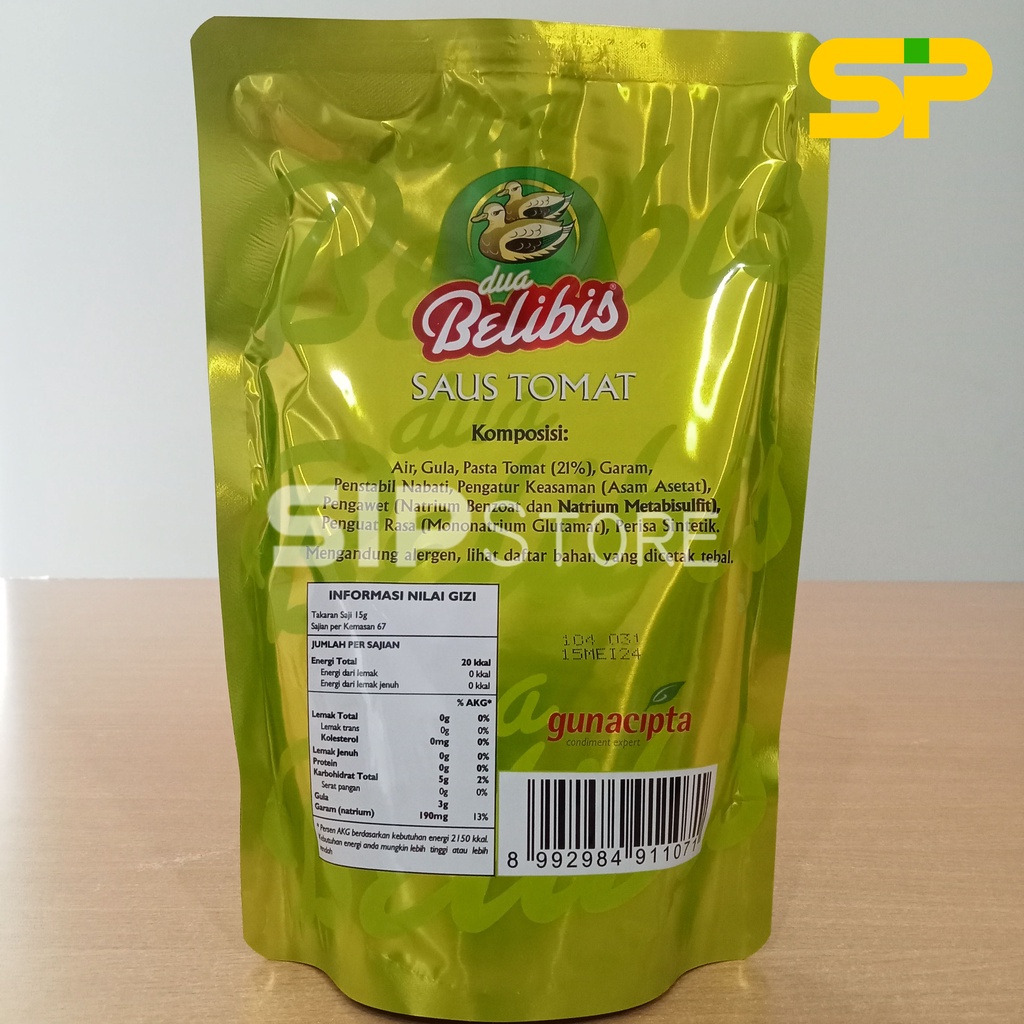 SIP
dua
Belibis®
SAUS TOMAT
Komposisi:
Air, Gula, Pasta Tomat (21%), Garam,
Penstabil Nabati, Pengatur Keasaman (Asam Asetat),
Pengawet (Natrium Benzoat dan Natrium Metabisulfit),
Penguat Rasa (Mononatrium Glutamat), Perisa Sintetik.
Mengandung alergen, lihat daftar bahan yang dicetak tebal.
SIP STORE
INFORMASI NILAI GIZI
Takaran Saji 15g
Sajian per Kemasan 67
JUMLAH PER SAJIAN
Energi Total 20 kkal
Energi dari lemak 0 kkal
Energi dari lemak jenuh 0 kkal
% AKG*
Lemak Total 0g 0%
Lemak trans 0g 0%
Kolesterol 0mg 0%
Lemak Jenuh 0g 0%
Protein 0g 0%
Karbohidrat Total 5g 2%
Serat pangan 0g 0%
Gula 3g
Garam (natrium) 190mg 13%
* Persen AKG berdasarkan kebutuhan energi 2150 kkal.
Kebutuhan energi anda mungkin lebih tinggi atau lebih
rendah
104 031
15MEI24
gunacipta
condiment expert
8 992984 911071